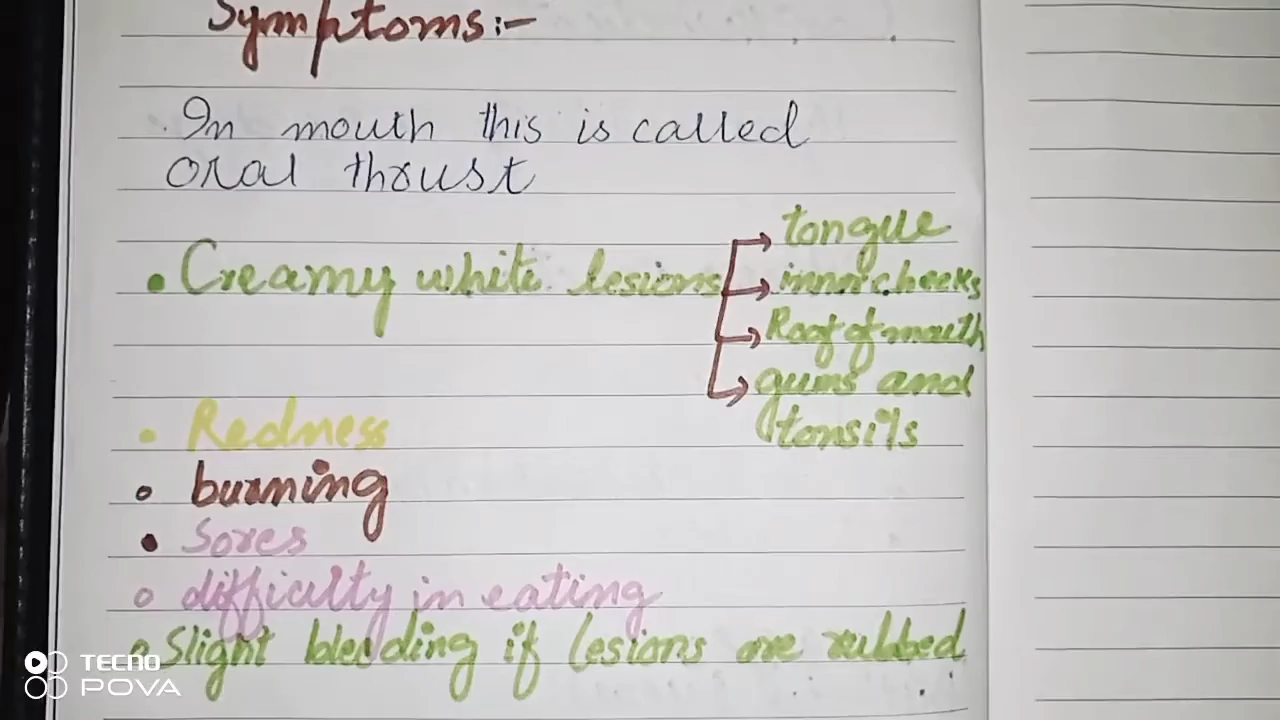 Symptoms:-
In mouth this is called
oral thrust
• Creamy white lesions
→ tongue
→ inner cheeks
→ Roof of mouth
→ gums and
tonsils
• Redness
• burning
• Sores
• difficulty in eating
• Slight bleeding if lesions are rubbed
TECNO
POVA